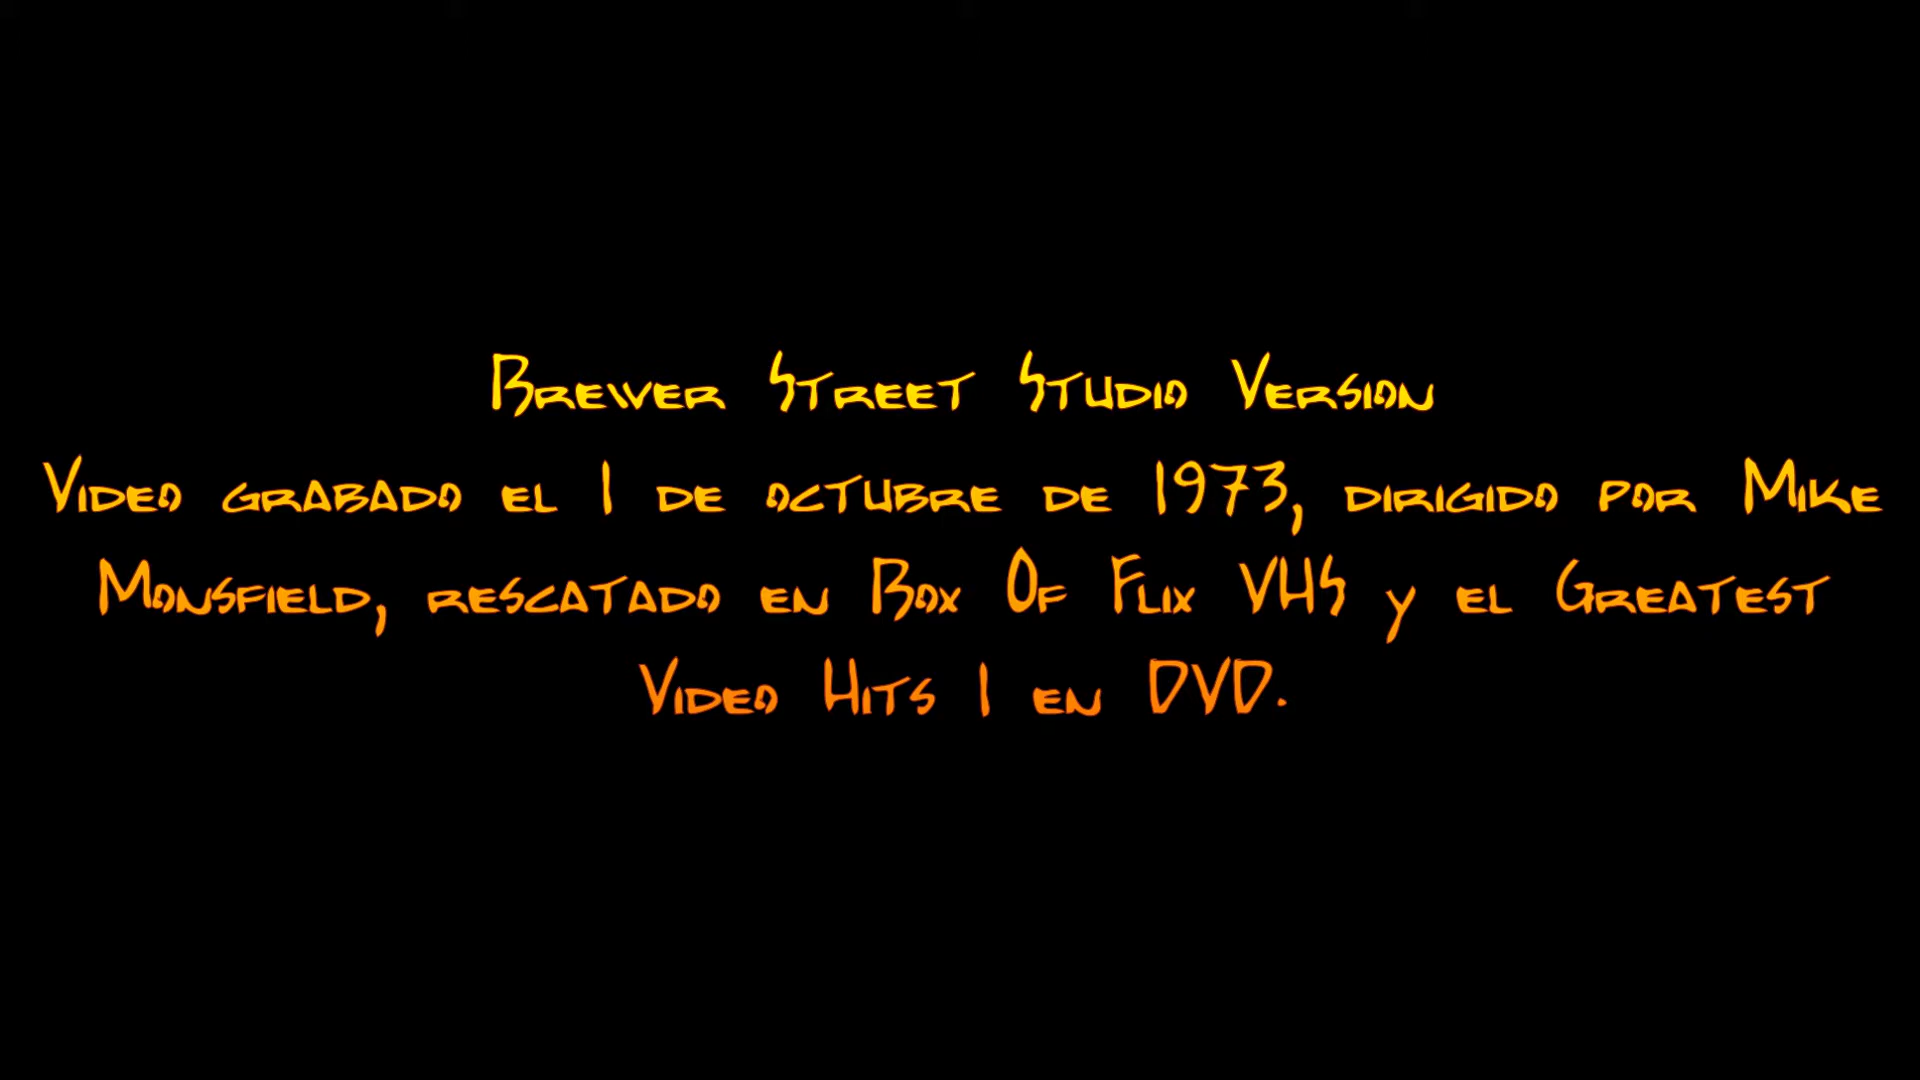 Brewer Street Studio Version
Video grabado el 1 de octubre de 1973, dirigido por Mike
Monsfield, rescatado en Box Of Flix VHS y el Greatest
Video Hits 1 en DVD.